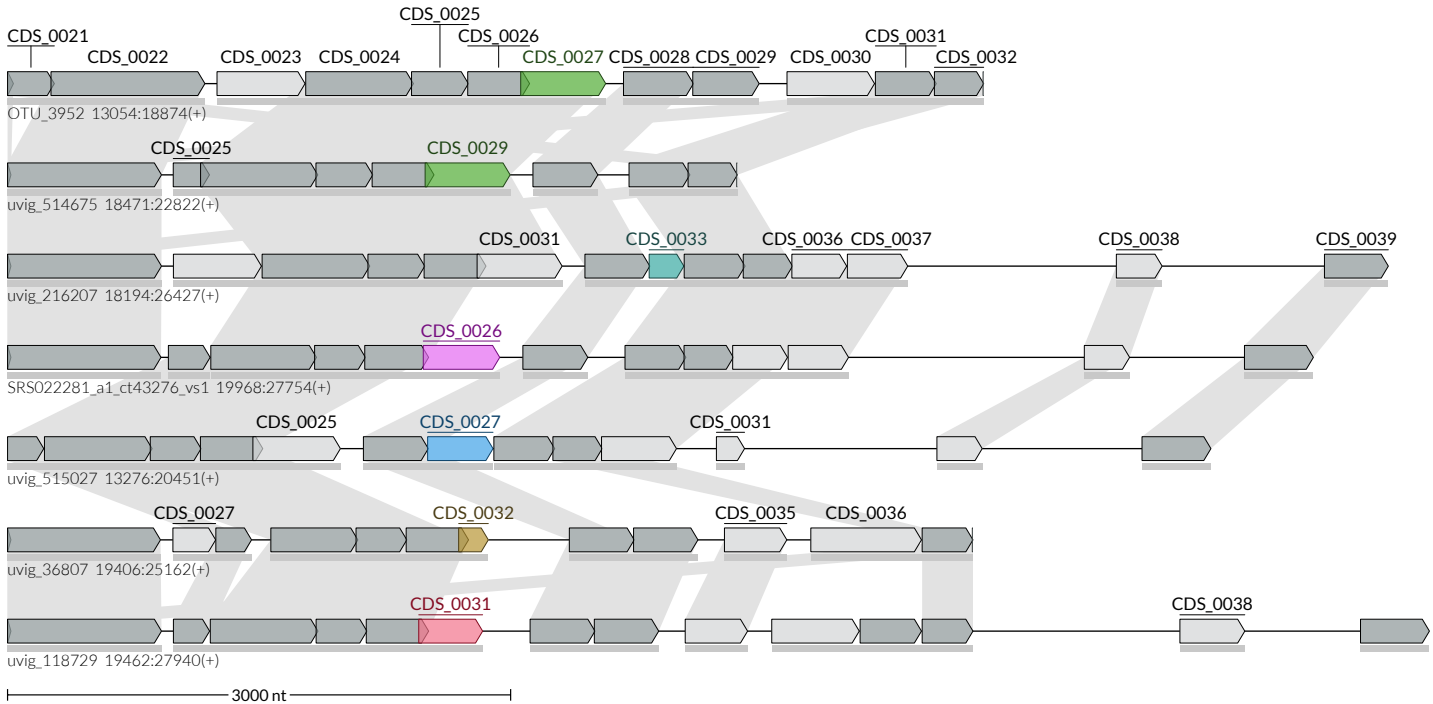 CDS_0025
CDS_0021 CDS_0026 CDS_0031
CDS_0022 CDS_0023 CDS_0024 CDS_0027 CDS_0028 CDS_0029 CDS_0030 CDS_0032
OTU_3952 13054:18874(+)
CDS_0025 CDS_0029
uvig_514675 18471:22822(+)
CDS_0031 CDS_0033 CDS_0036 CDS_0037 CDS_0038 CDS_0039
uvig_216207 18194:26427(+)
CDS_0026
SRS022281_a1_ct43276_vs1 19968:27754(+)
CDS_0025 CDS_0027 CDS_0031
uvig_515027 13276:20451(+)
CDS_0027 CDS_0032 CDS_0035 CDS_0036
uvig_36807 19406:25162(+)
CDS_0031 CDS_0038
uvig_118729 19462:27940(+)
3000 nt